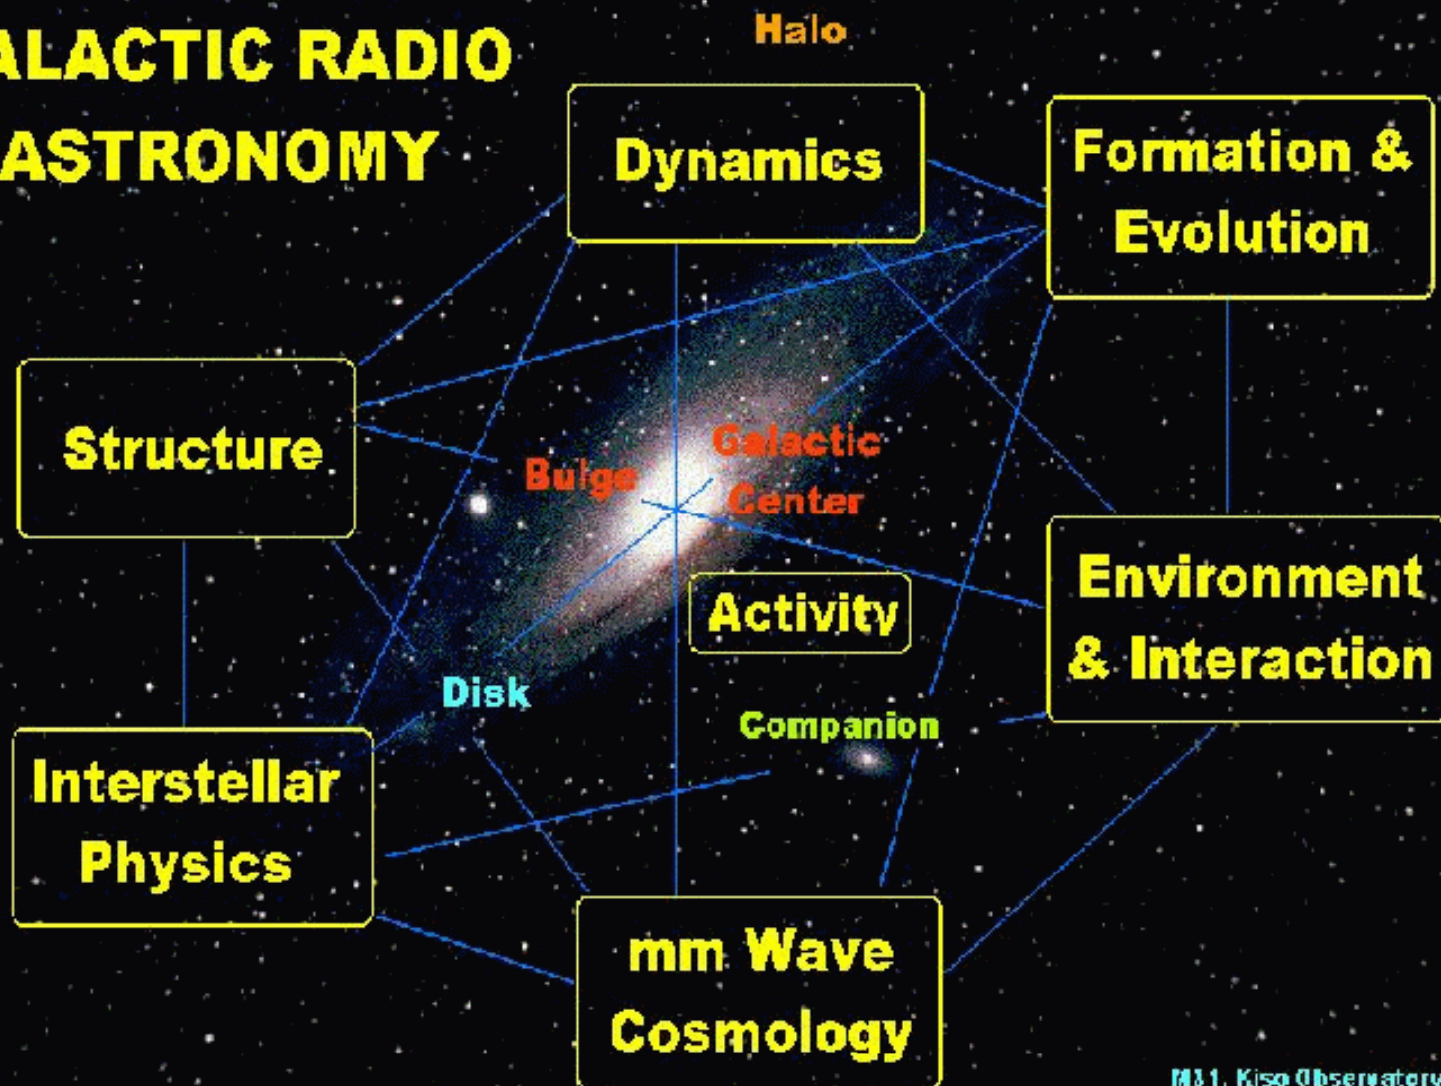 ALACTIC RADIO
ASTRONOMY
Halo
Dynamics
Formation &
Evolution
Structure
Bulge
Galactic
Center
Activity
Environment
& Interaction
Disk
Companion
Interstellar
Physics
mm Wave
Cosmology
M31, Kiso Observatory